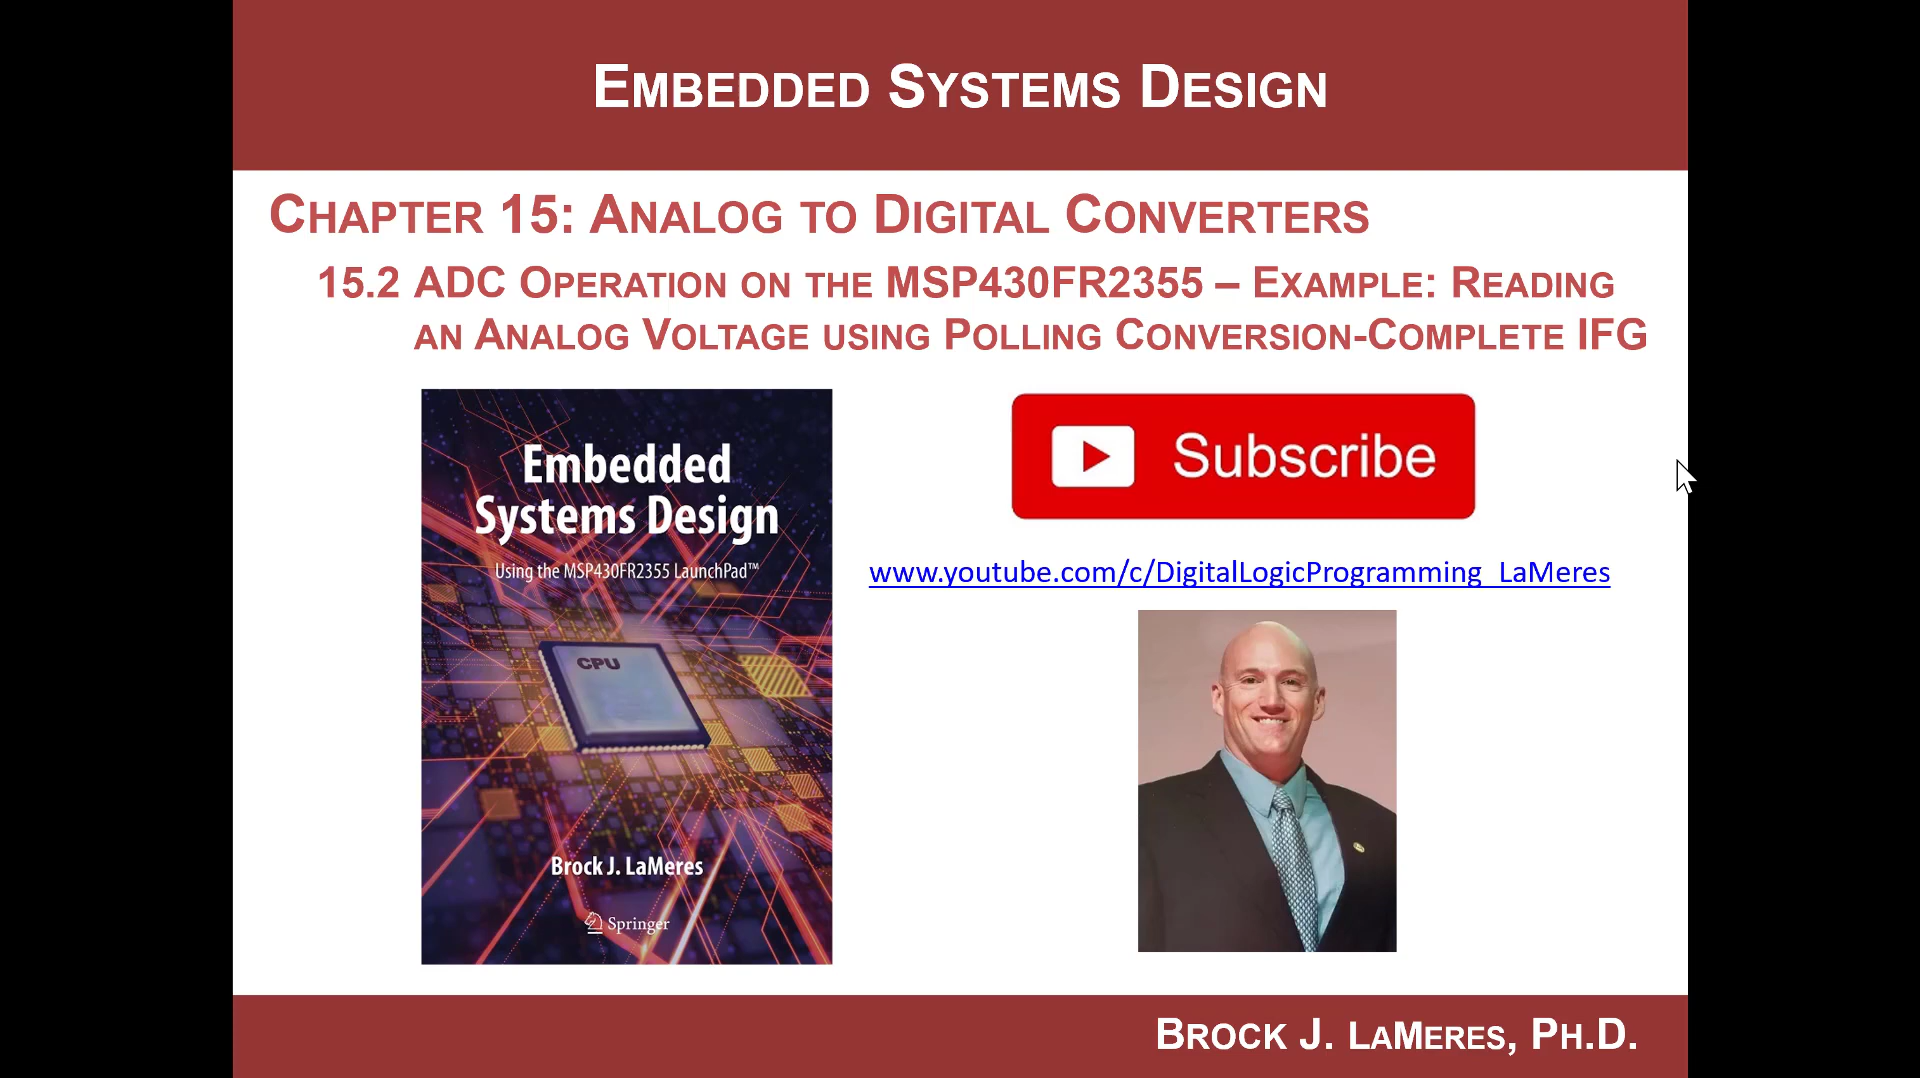 EMBEDDED SYSTEMS DESIGN
CHAPTER 15: ANALOG TO DIGITAL CONVERTERS
15.2 ADC OPERATION ON THE MSP430FR2355 – EXAMPLE: READING
AN ANALOG VOLTAGE USING POLLING CONVERSION-COMPLETE IFG
Embedded
Systems Design
Using the MSP430FR2355 LaunchPad™
CPU
Brock J. LaMeres
Springer
Subscribe
www.youtube.com/c/DigitalLogicProgramming_LaMeres
BROCK J. LAMERES, PH.D.